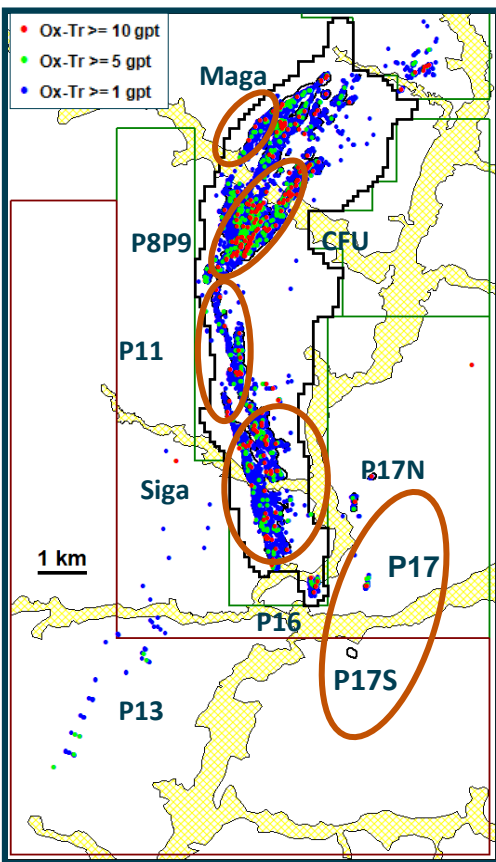 Ox-Tr >= 10 gpt
Ox-Tr >= 5 gpt
Ox-Tr >= 1 gpt
Maga
P8P9
CFU
P11
P17N
Siga
P17
1 km
P16
P17S
P13